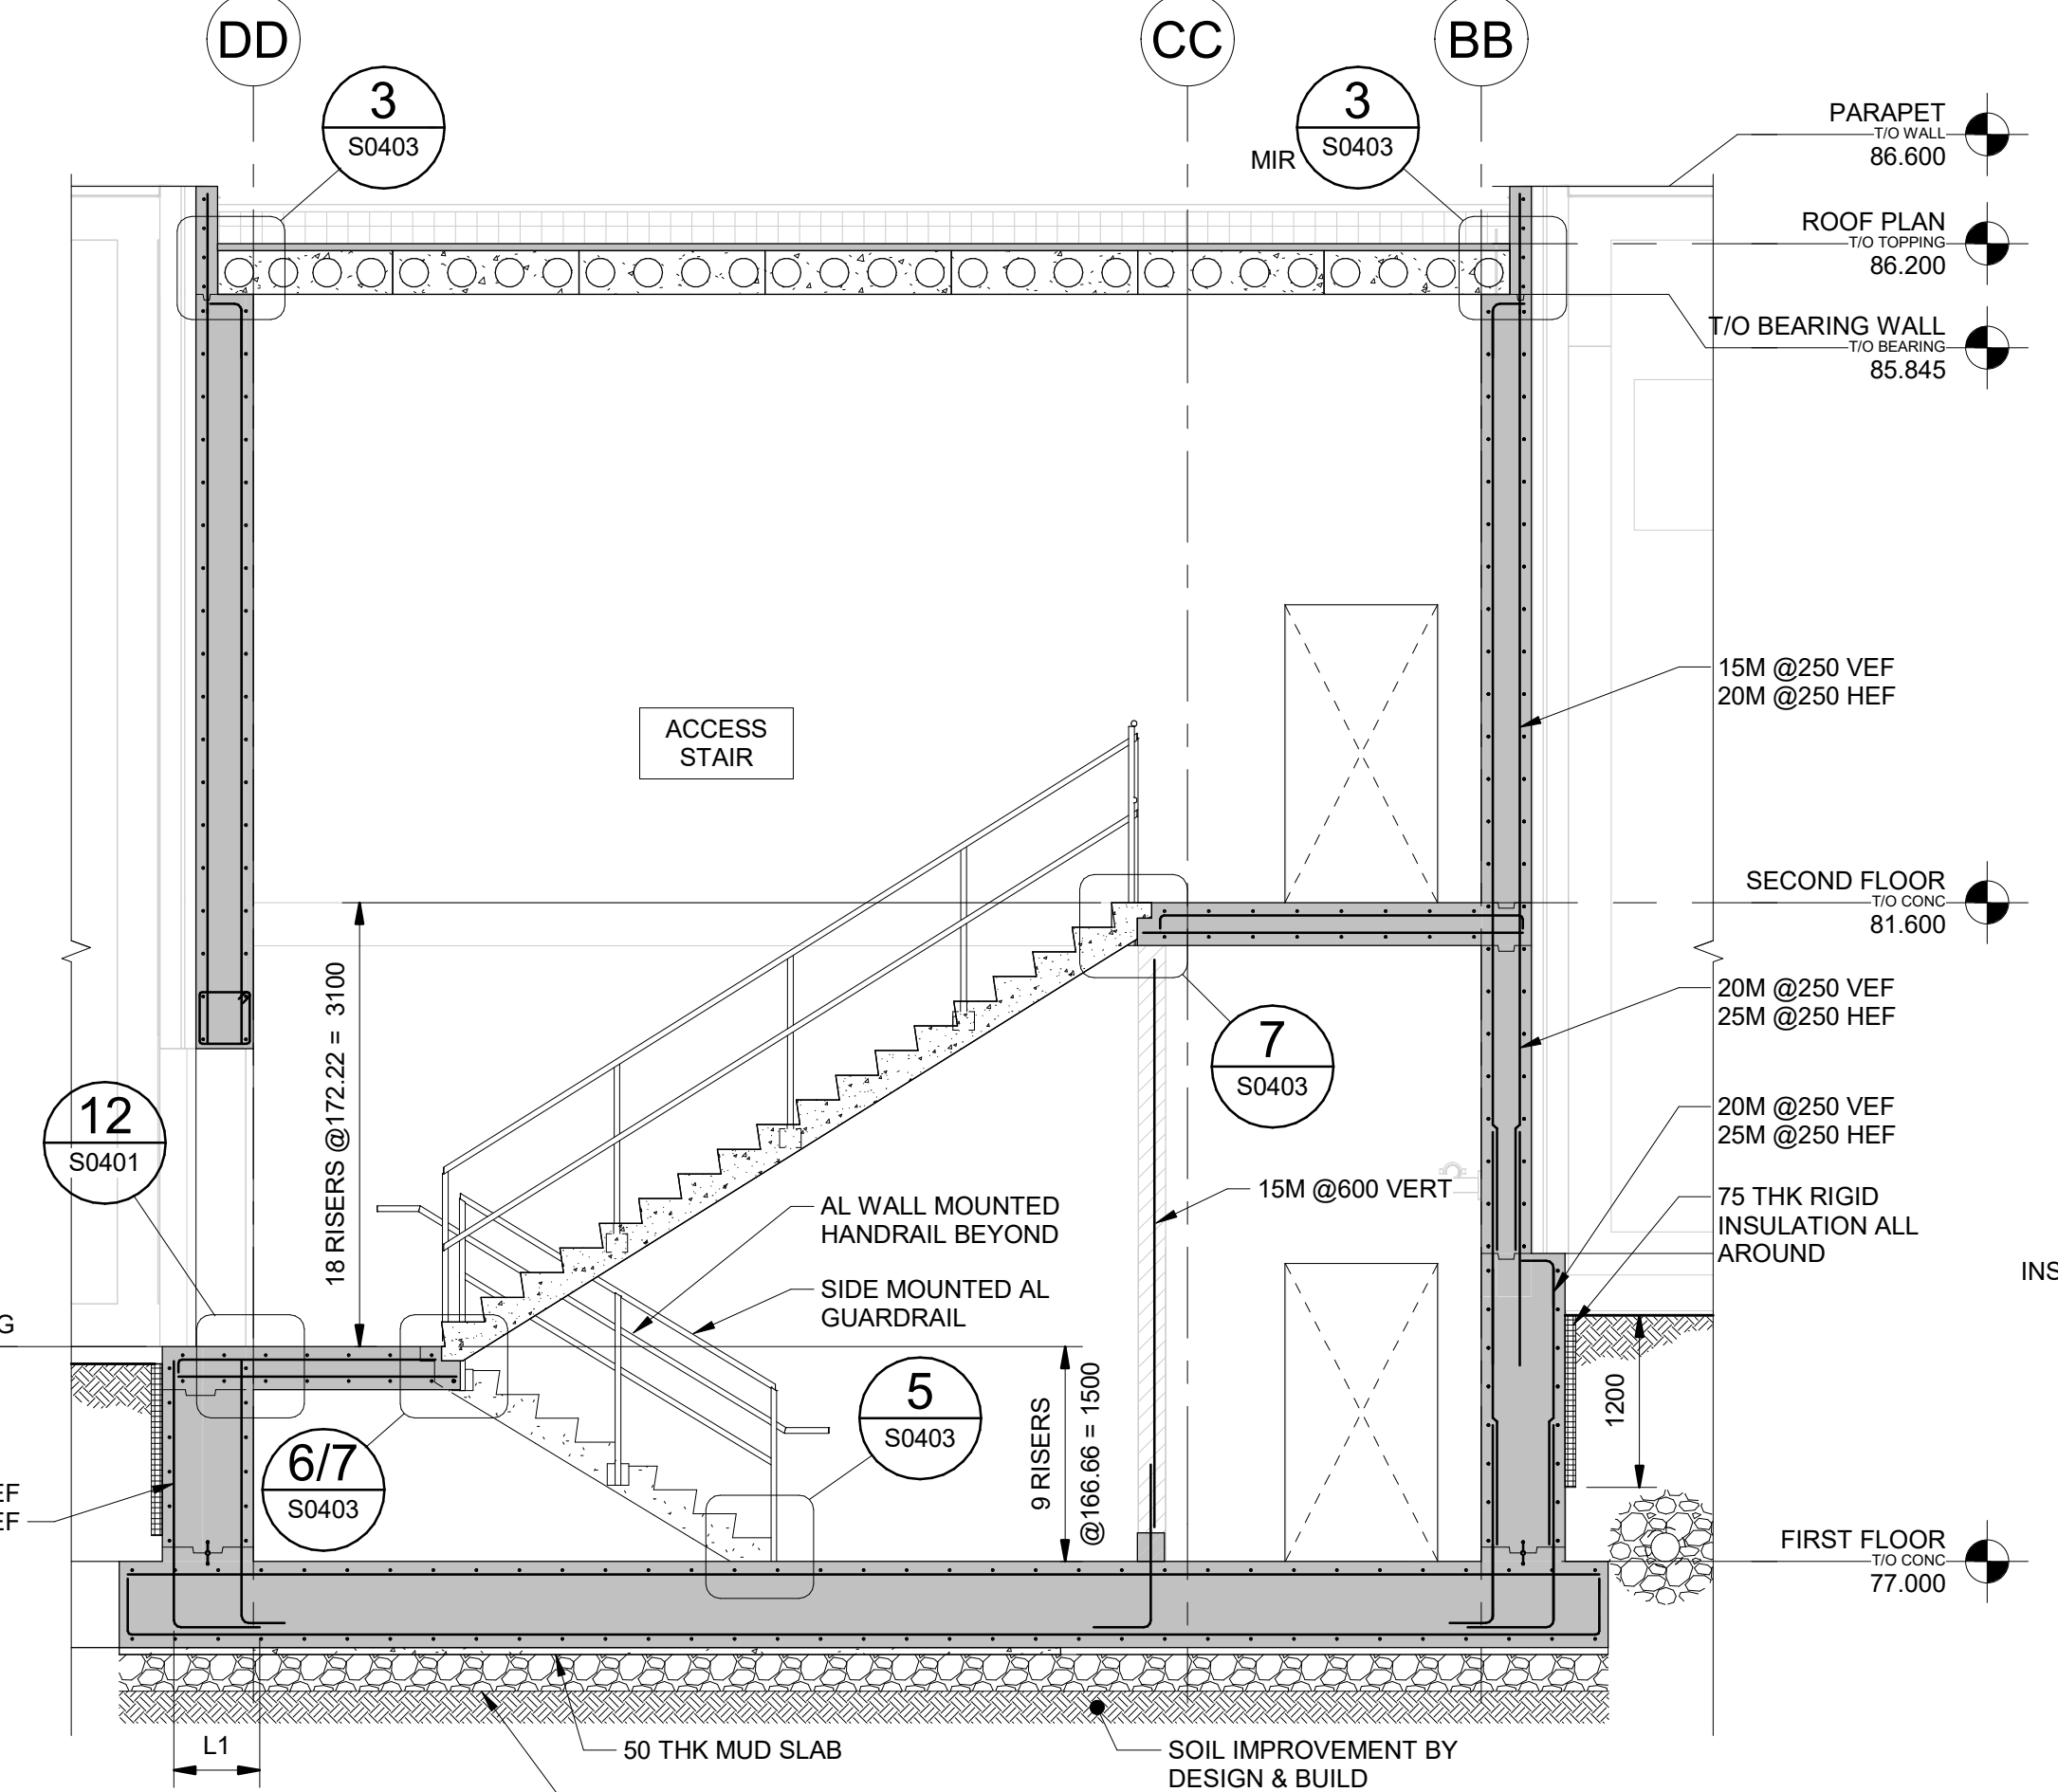 DD
CC
BB
3
S0403
MIR
3
S0403
PARAPET
T/O WALL
86.600
ROOF PLAN
T/O TOPPING
86.200
T/O BEARING WALL
T/O BEARING
85.845
15M @250 VEF
20M @250 HEF
ACCESS
STAIR
SECOND FLOOR
T/O CONC
81.600
18 RISERS @172.22 = 3100
20M @250 VEF
25M @250 HEF
7
S0403
12
S0401
20M @250 VEF
25M @250 HEF
15M @600 VERT
75 THK RIGID
INSULATION ALL
AROUND
AL WALL MOUNTED
HANDRAIL BEYOND
SIDE MOUNTED AL
GUARDRAIL
INS
G
5
S0403
9 RISERS
@166.66 = 1500
1200
6/7
S0403
EF
EF
FIRST FLOOR
T/O CONC
77.000
L1
50 THK MUD SLAB
SOIL IMPROVEMENT BY
DESIGN & BUILD